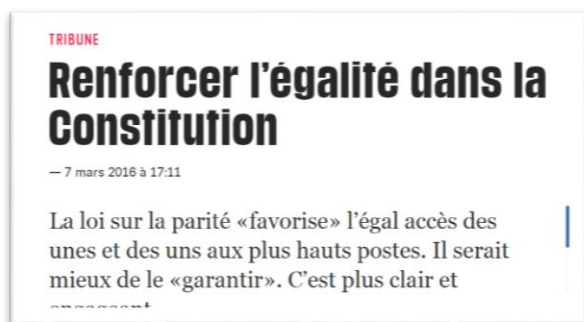 TRIBUNE
Renforcer l’égalité dans la
Constitution
— 7 mars 2016 à 17:11
La loi sur la parité «favorise» l’égal accès des
unes et des uns aux plus hauts postes. Il serait
mieux de le «garantir». C’est plus clair et